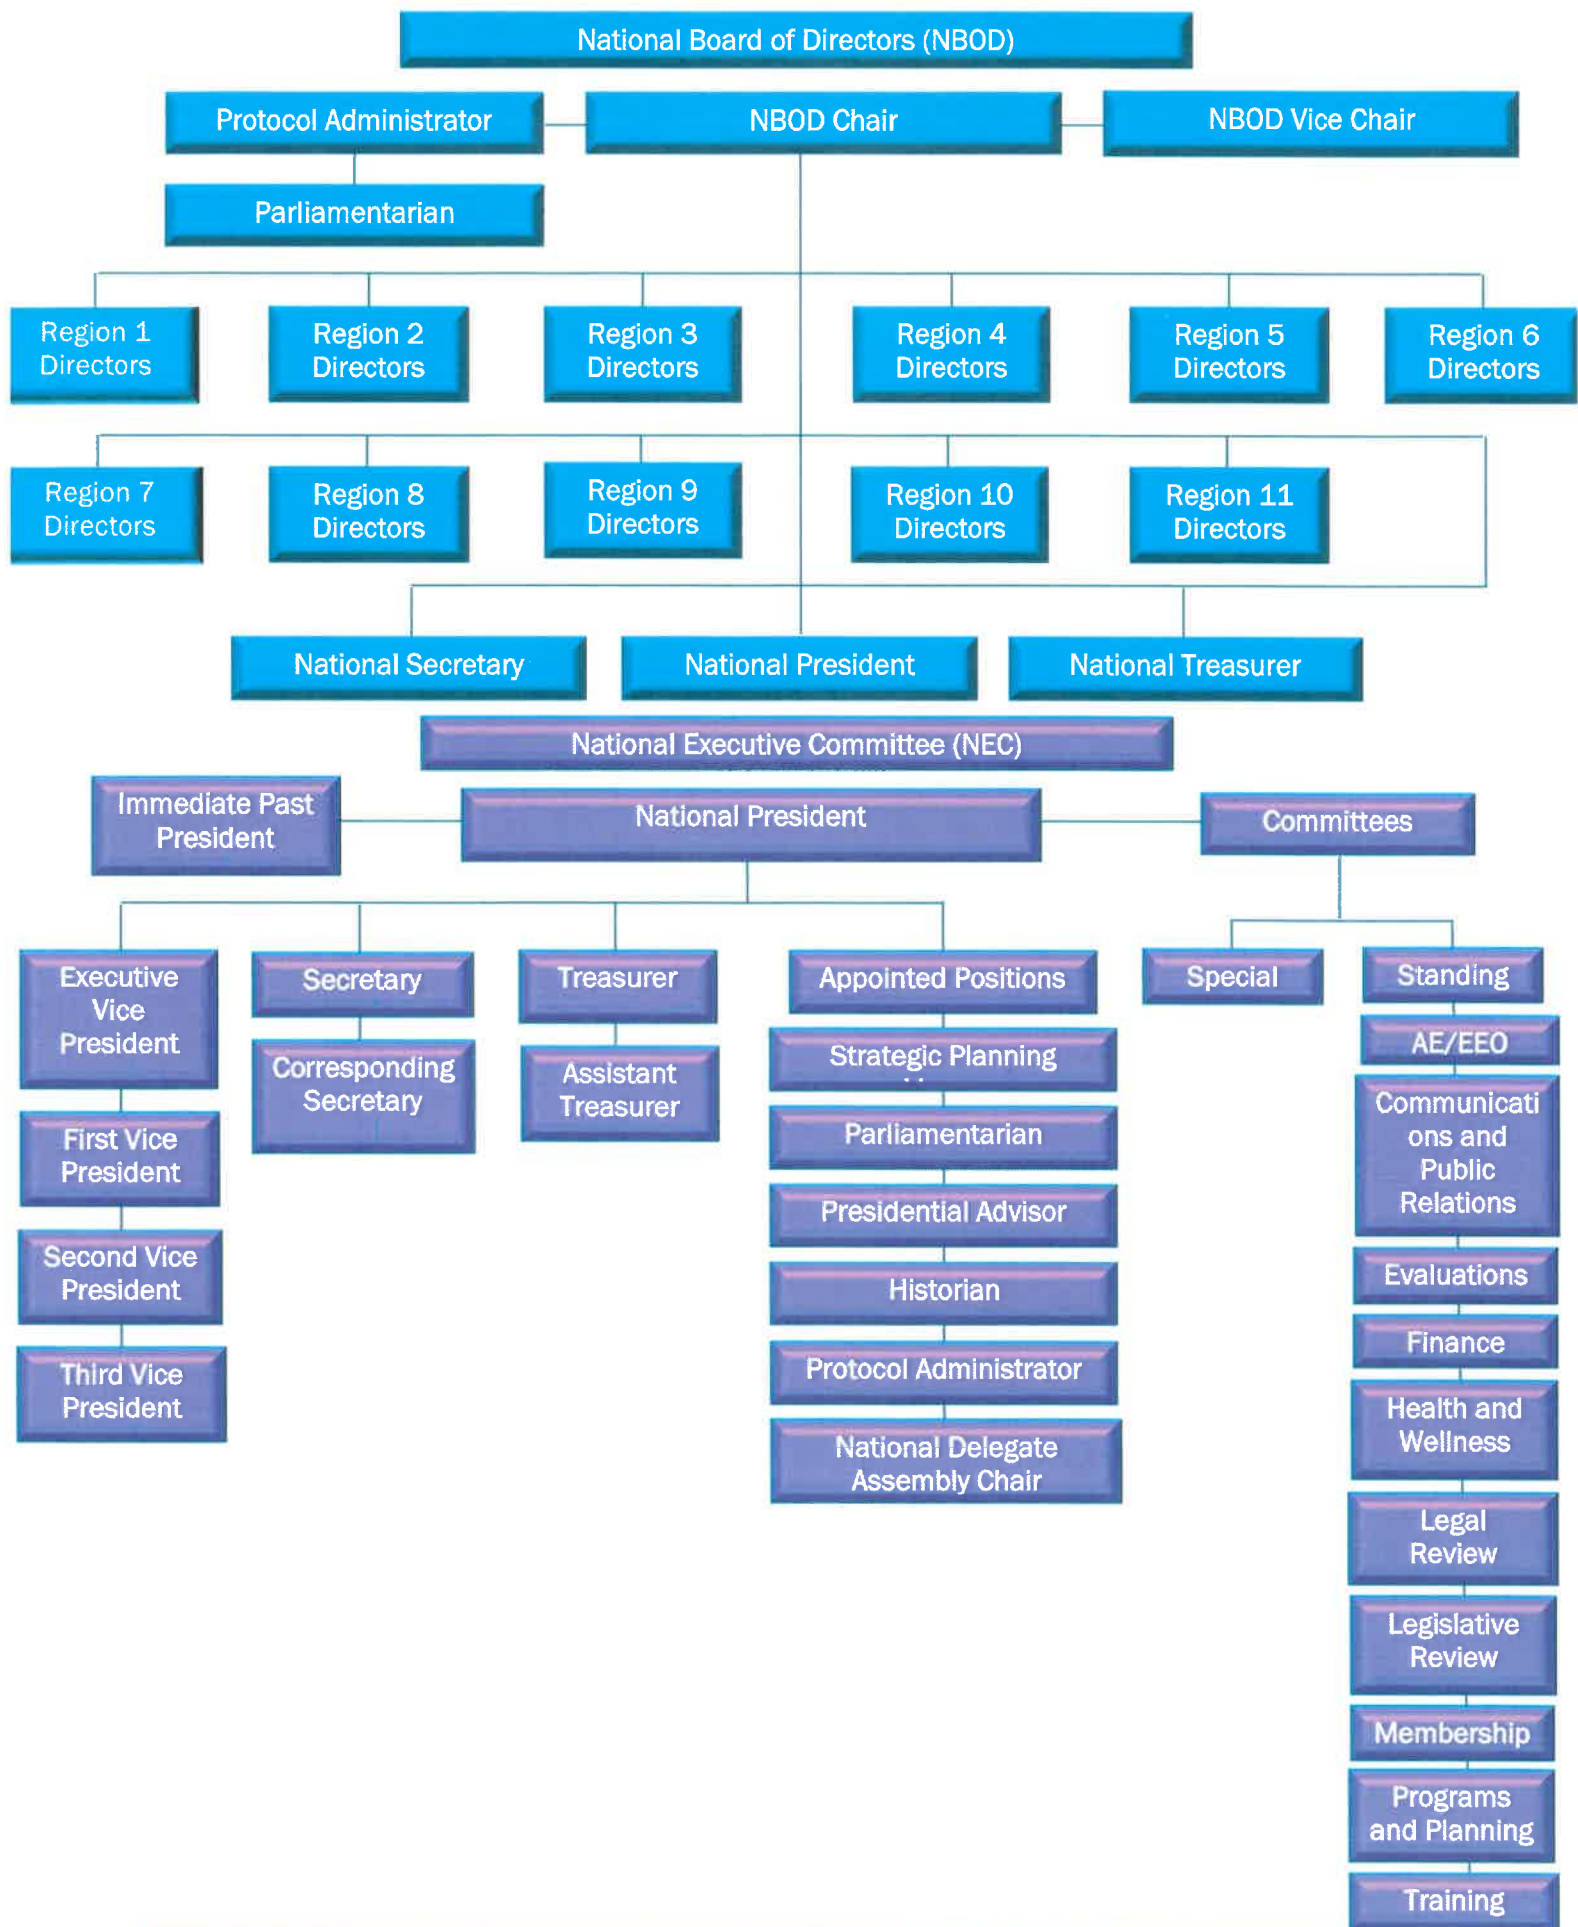 National Board of Directors (NBOD)
Protocol Administrator
NBOD Chair
NBOD Vice Chair
Parliamentarian
Region 1
Directors
Region 2
Directors
Region 3
Directors
Region 4
Directors
Region 5
Directors
Region 6
Directors
Region 7
Directors
Region 8
Directors
Region 9
Directors
Region 10
Directors
Region 11
Directors
National Secretary
National President
National Treasurer
National Executive Committee (NEC)
Immediate Past
President
National President
Committees
Executive
Vice
President
First Vice
President
Second Vice
President
Third Vice
President
Secretary
Corresponding
Secretary
Treasurer
Assistant
Treasurer
Appointed Positions
Strategic Planning
Parliamentarian
Presidential Advisor
Historian
Protocol Administrator
National Delegate
Assembly Chair
Special
Standing
AE/EEO
Communicati
ons and
Public
Relations
Evaluations
Finance
Health and
Wellness
Legal
Review
Legislative
Review
Membership
Programs
and Planning
Training